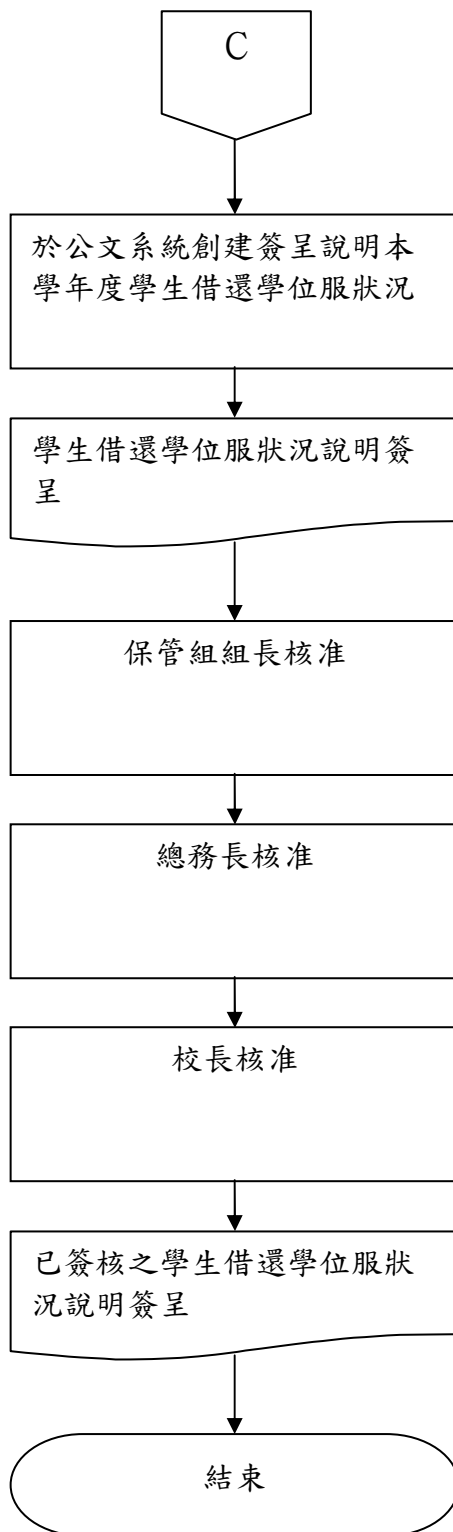 C
於公文系統創建簽呈說明本
學年度學生借還學位服狀況
學生借還學位服狀況說明簽
呈
保管組組長核准
總務長核准
校長核准
已簽核之學生借還學位服狀
況說明簽呈
結束